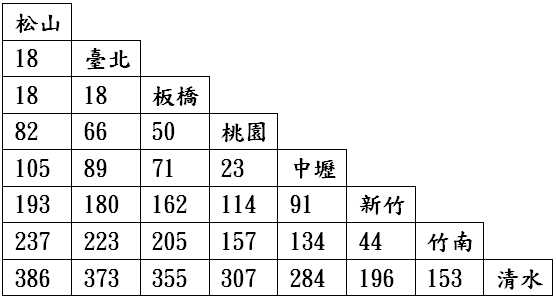 松山
18 臺北
18 18 板橋
82 66 50 桃園
105 89 71 23 中壢
193 180 162 114 91 新竹
237 223 205 157 134 44 竹南
386 373 355 307 284 196 153 清水